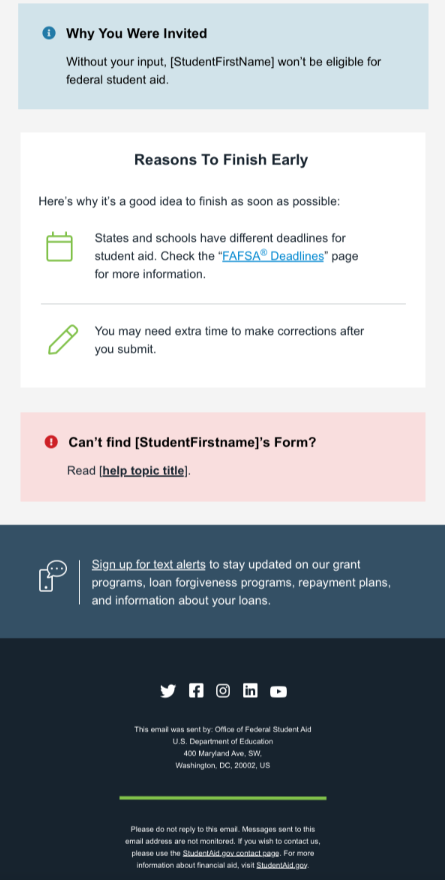 Why You Were Invited
Without your input, [StudentFirstName] won't be eligible for
federal student aid.
Reasons To Finish Early
Here's why it's a good idea to finish as soon as possible:
States and schools have different deadlines for
student aid. Check the “FAFSA® Deadlines” page
for more information.
You may need extra time to make corrections after
you submit.
Can't find [StudentFirstname]'s Form?
Read [help topic title].
Sign up for text alerts to stay updated on our grant
programs, loan forgiveness programs, repayment plans,
and information about your loans.
This email was sent by: Office of Federal Student Aid
U.S. Department of Education
400 Maryland Ave, SW,
Washington, DC, 20002, US
Please do not reply to this email. Messages sent to this
email address are not monitored. If you wish to contact us,
please use the StudentAid.gov contact page. For more
information about financial aid, visit StudentAid.gov.